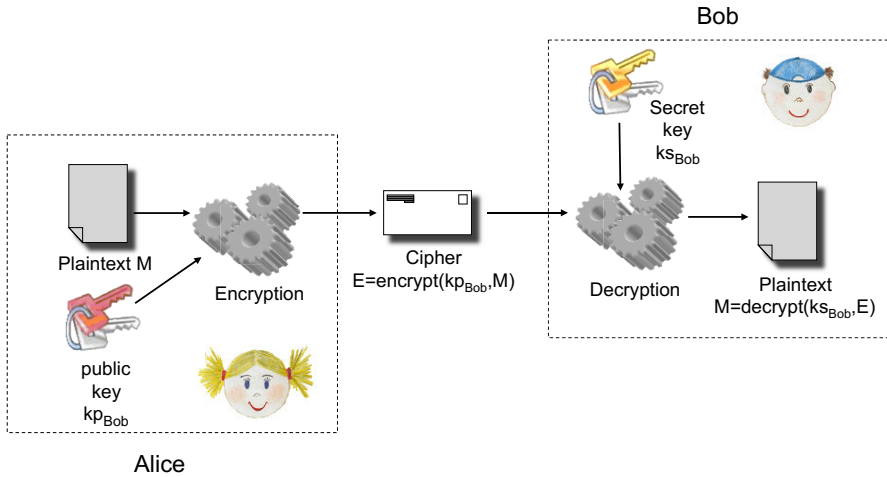 Bob
Secret
key
ksBob
Plaintext M
Encryption
Cipher
E=encrypt(kpBob,M)
Decryption
Plaintext
M=decrypt(ksBob,E)
public
key
kpBob
Alice